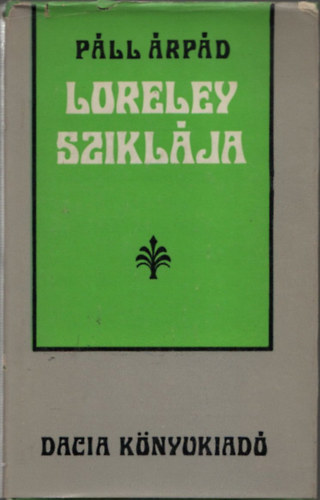 PÁLL ÁRPÁD
LORELEY
SZIKLÁJA
DACIA KÖNYVKIADÓ